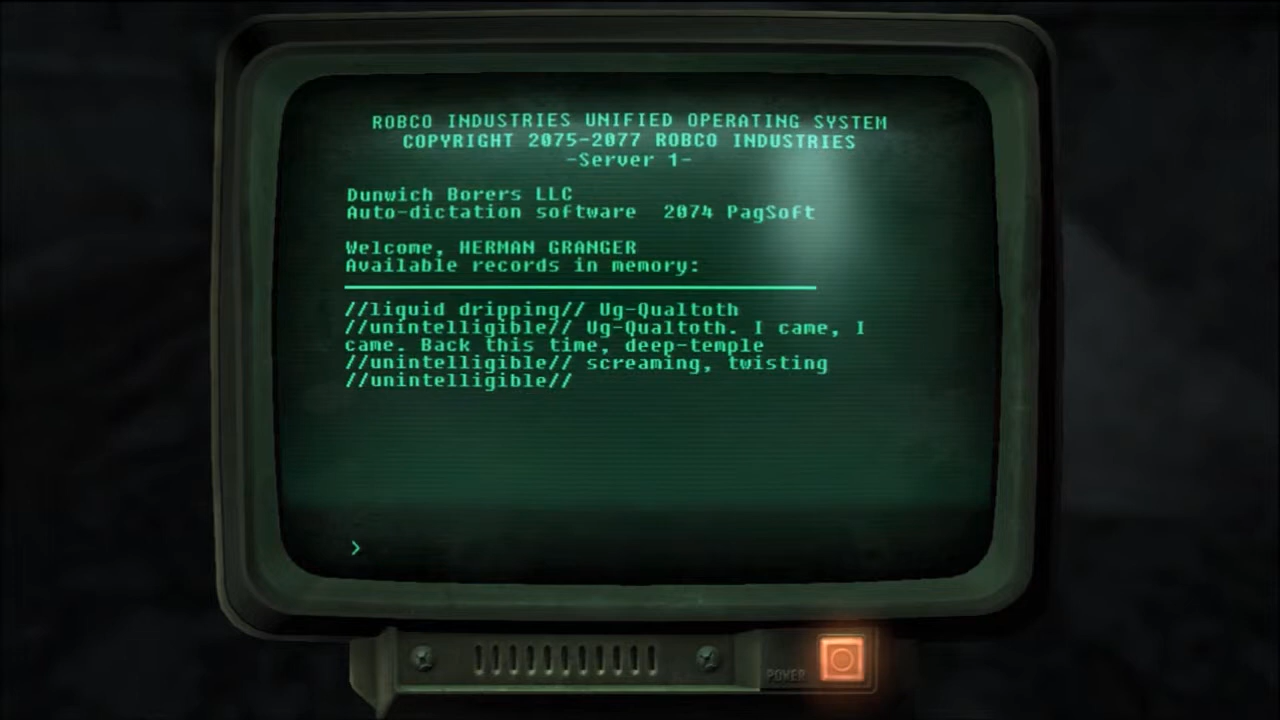 ROBCO INDUSTRIES UNIFIED OPERATING SYSTEM
COPYRIGHT 2075-2077 ROBCO INDUSTRIES
-Server 1-
Dunwich Borers LLC
Auto-dictation software  2074 PagSoft
Welcome, HERMAN GRANGER
Available records in memory:
//liquid dripping// Ug-Qualtoth
//unintelligible// Ug-Qualtoth. I came, I
came. Back this time, deep-temple
//unintelligible// screaming, twisting
//unintelligible//
>
POWER